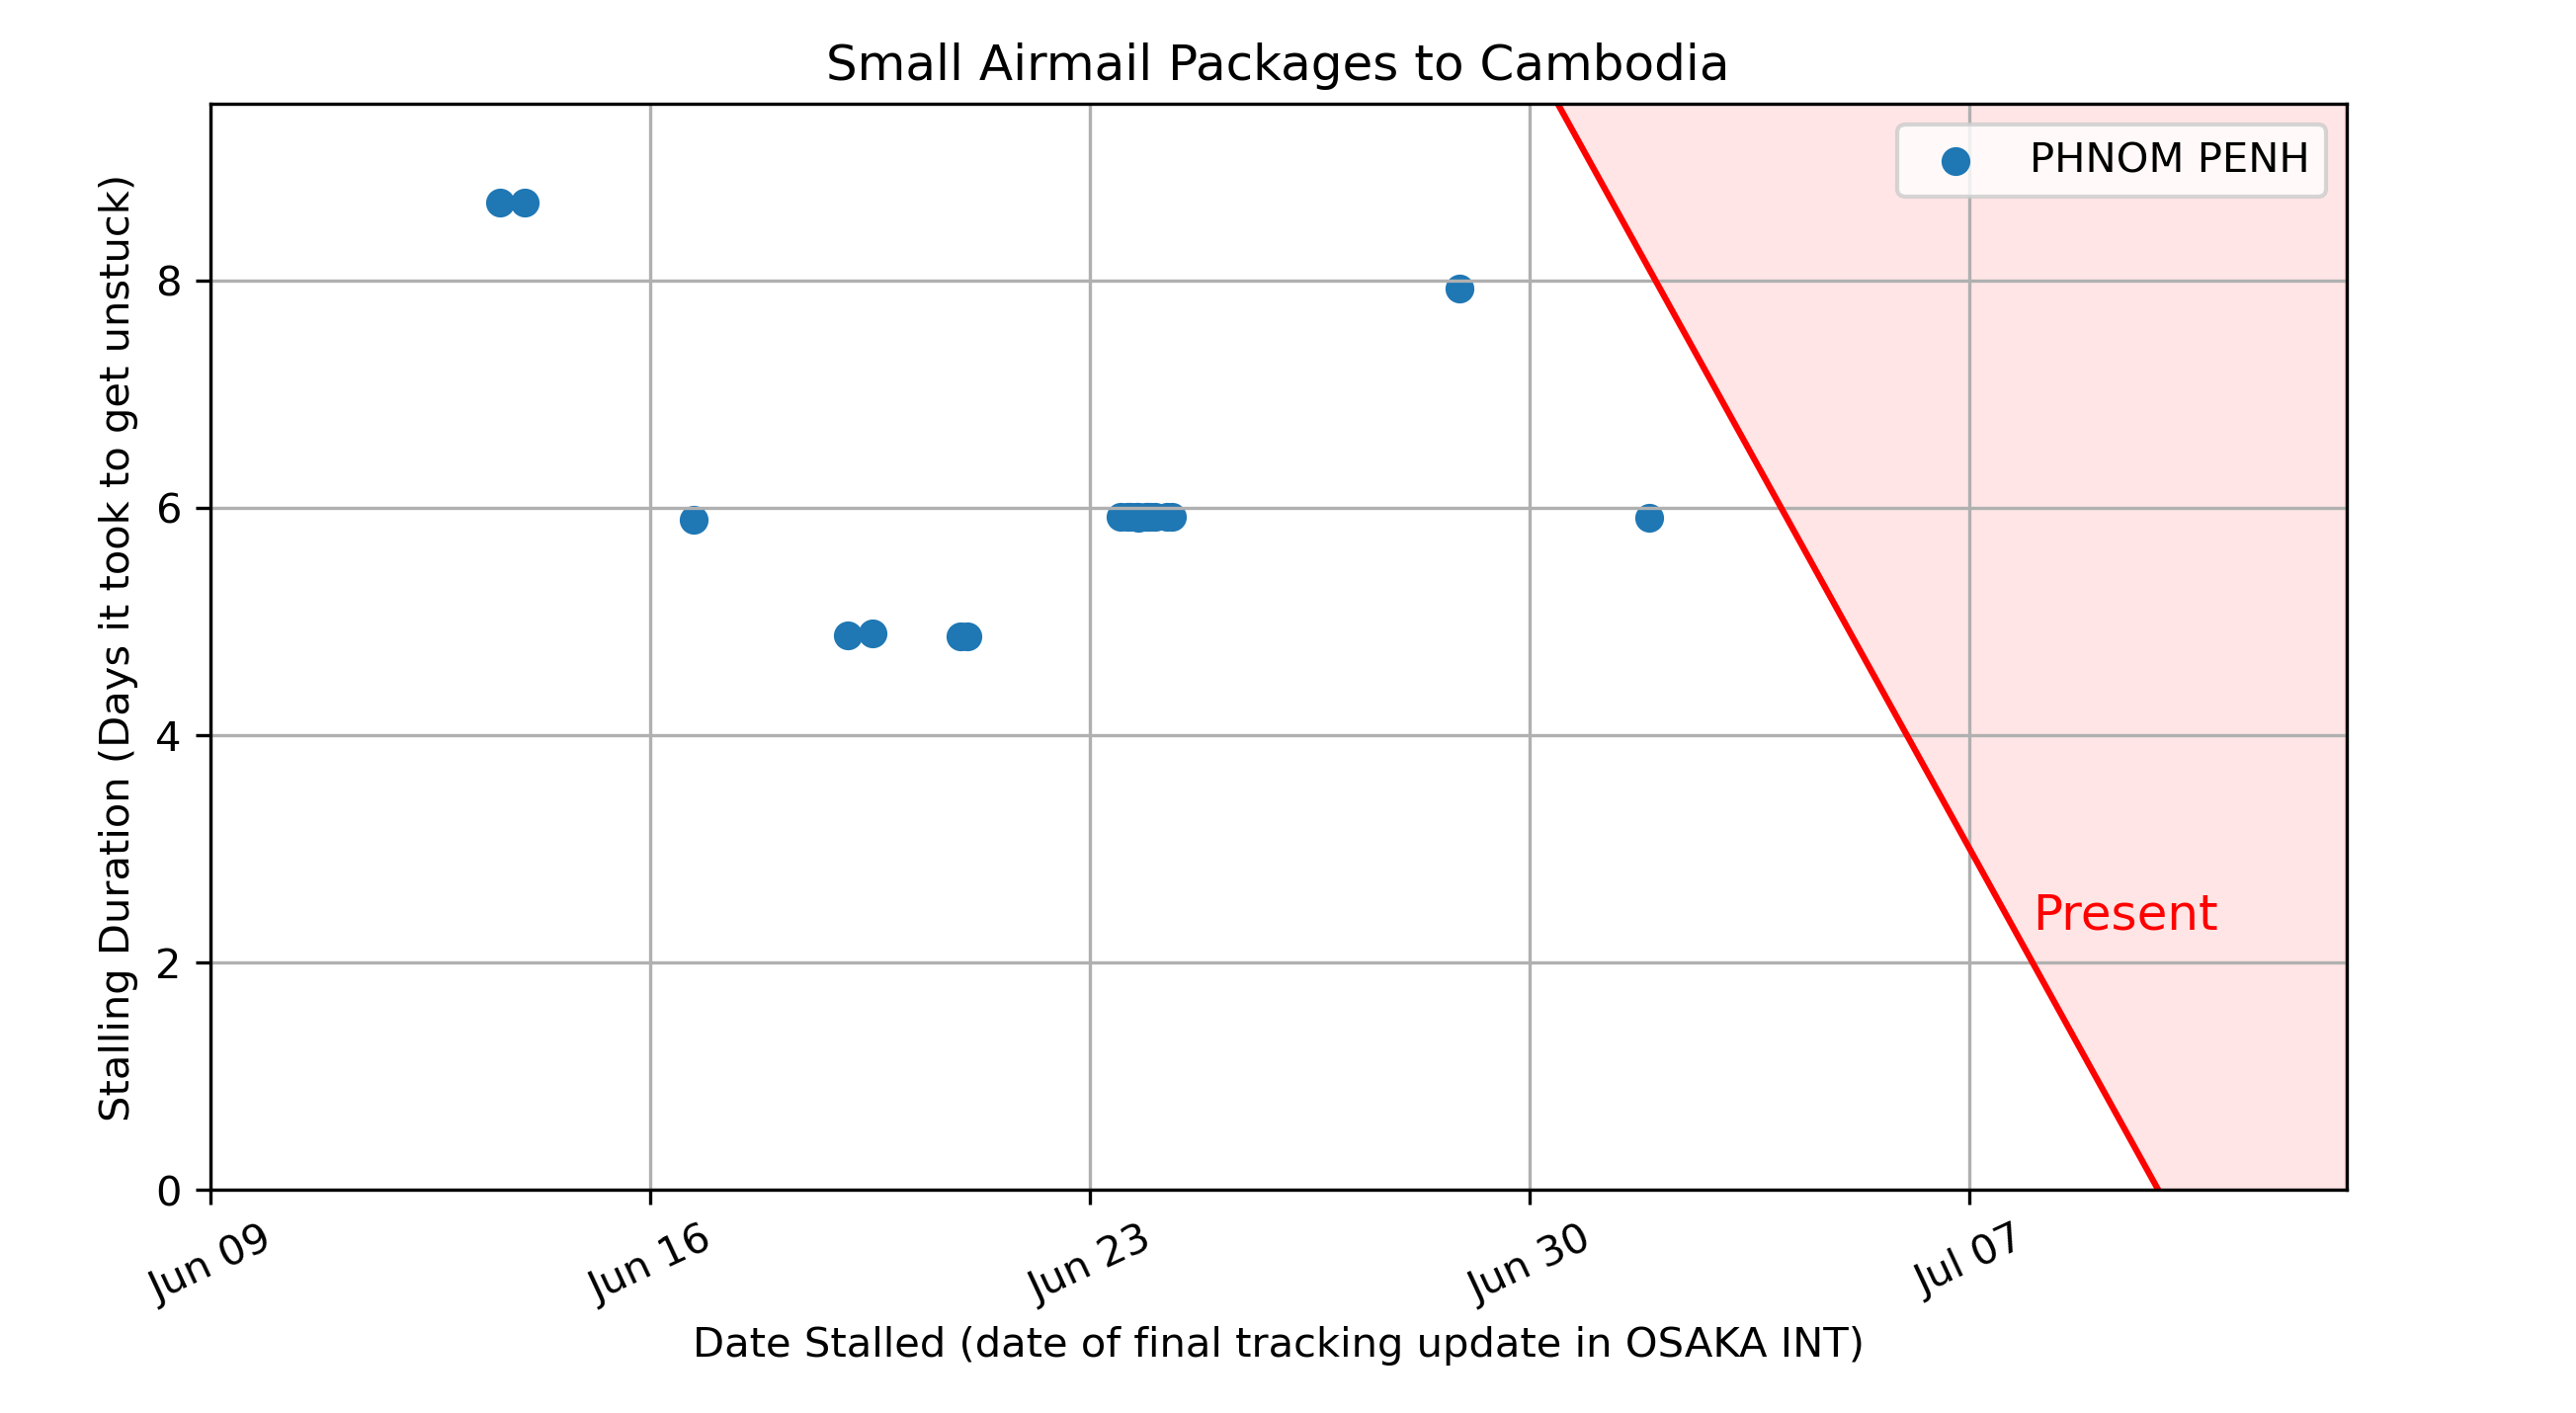 Small Airmail Packages to Cambodia
PHNOM PENH
Stalling Duration (Days it took to get unstuck)
8
6
4
2
0
Present
Jun 09
Jun 16
Jun 23
Jun 30
Jul 07
Date Stalled (date of final tracking update in OSAKA INT)